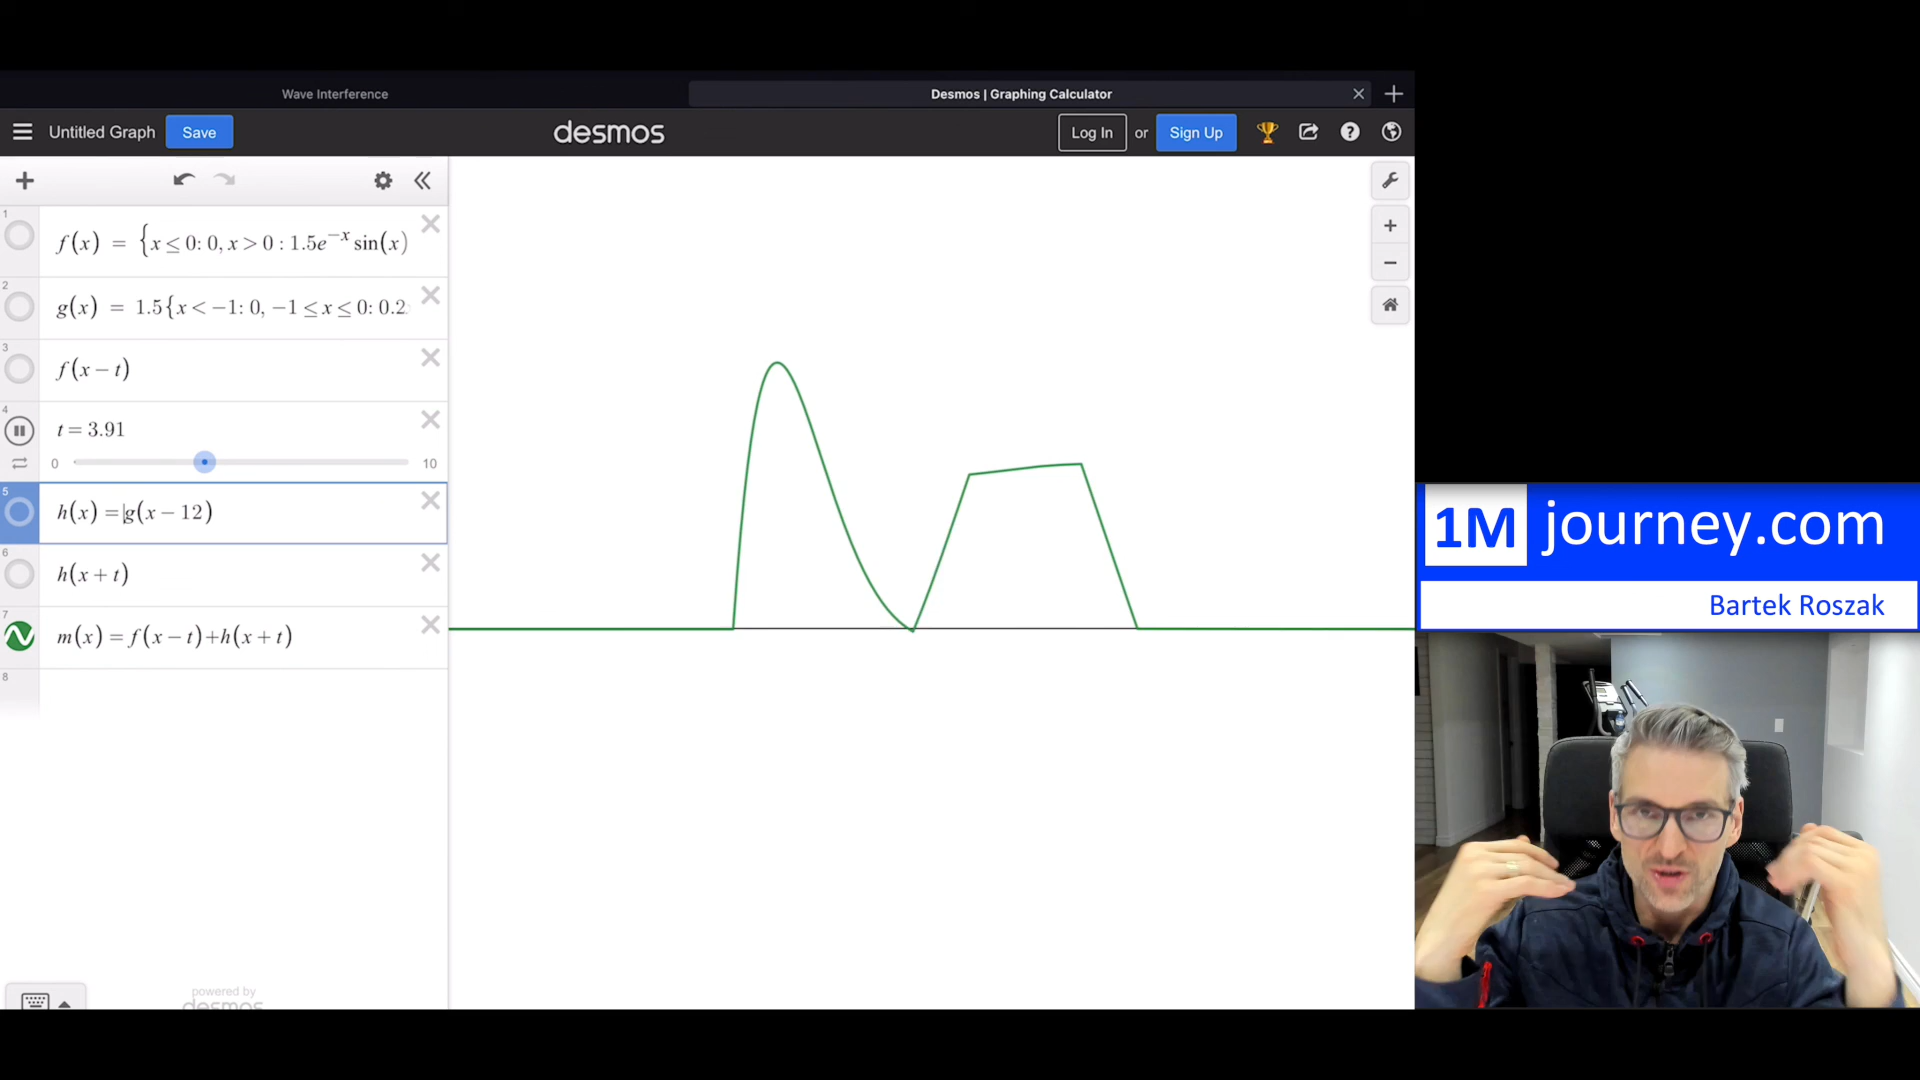 Wave Interference
Desmos | Graphing Calculator
Untitled Graph
Save
desmos
Log In
or
Sign Up
1
f(x) = {x ≤ 0: 0, x > 0 : 1.5e^{-x} sin(x)
2
g(x) = 1.5{x < −1: 0, −1 ≤ x ≤ 0: 0.2
3
f(x − t)
4
t = 3.91
0
10
5
h(x) = g(x − 12)
6
h(x + t)
7
m(x) = f(x − t)+h(x + t)
8
powered by
desmos
1M
journey.com
Bartek Roszak